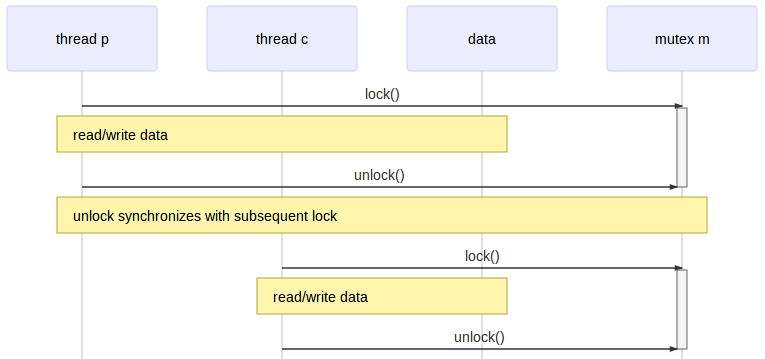 thread p
thread c
data
mutex m
lock()
read/write data
unlock()
unlock synchronizes with subsequent lock
lock()
read/write data
unlock()